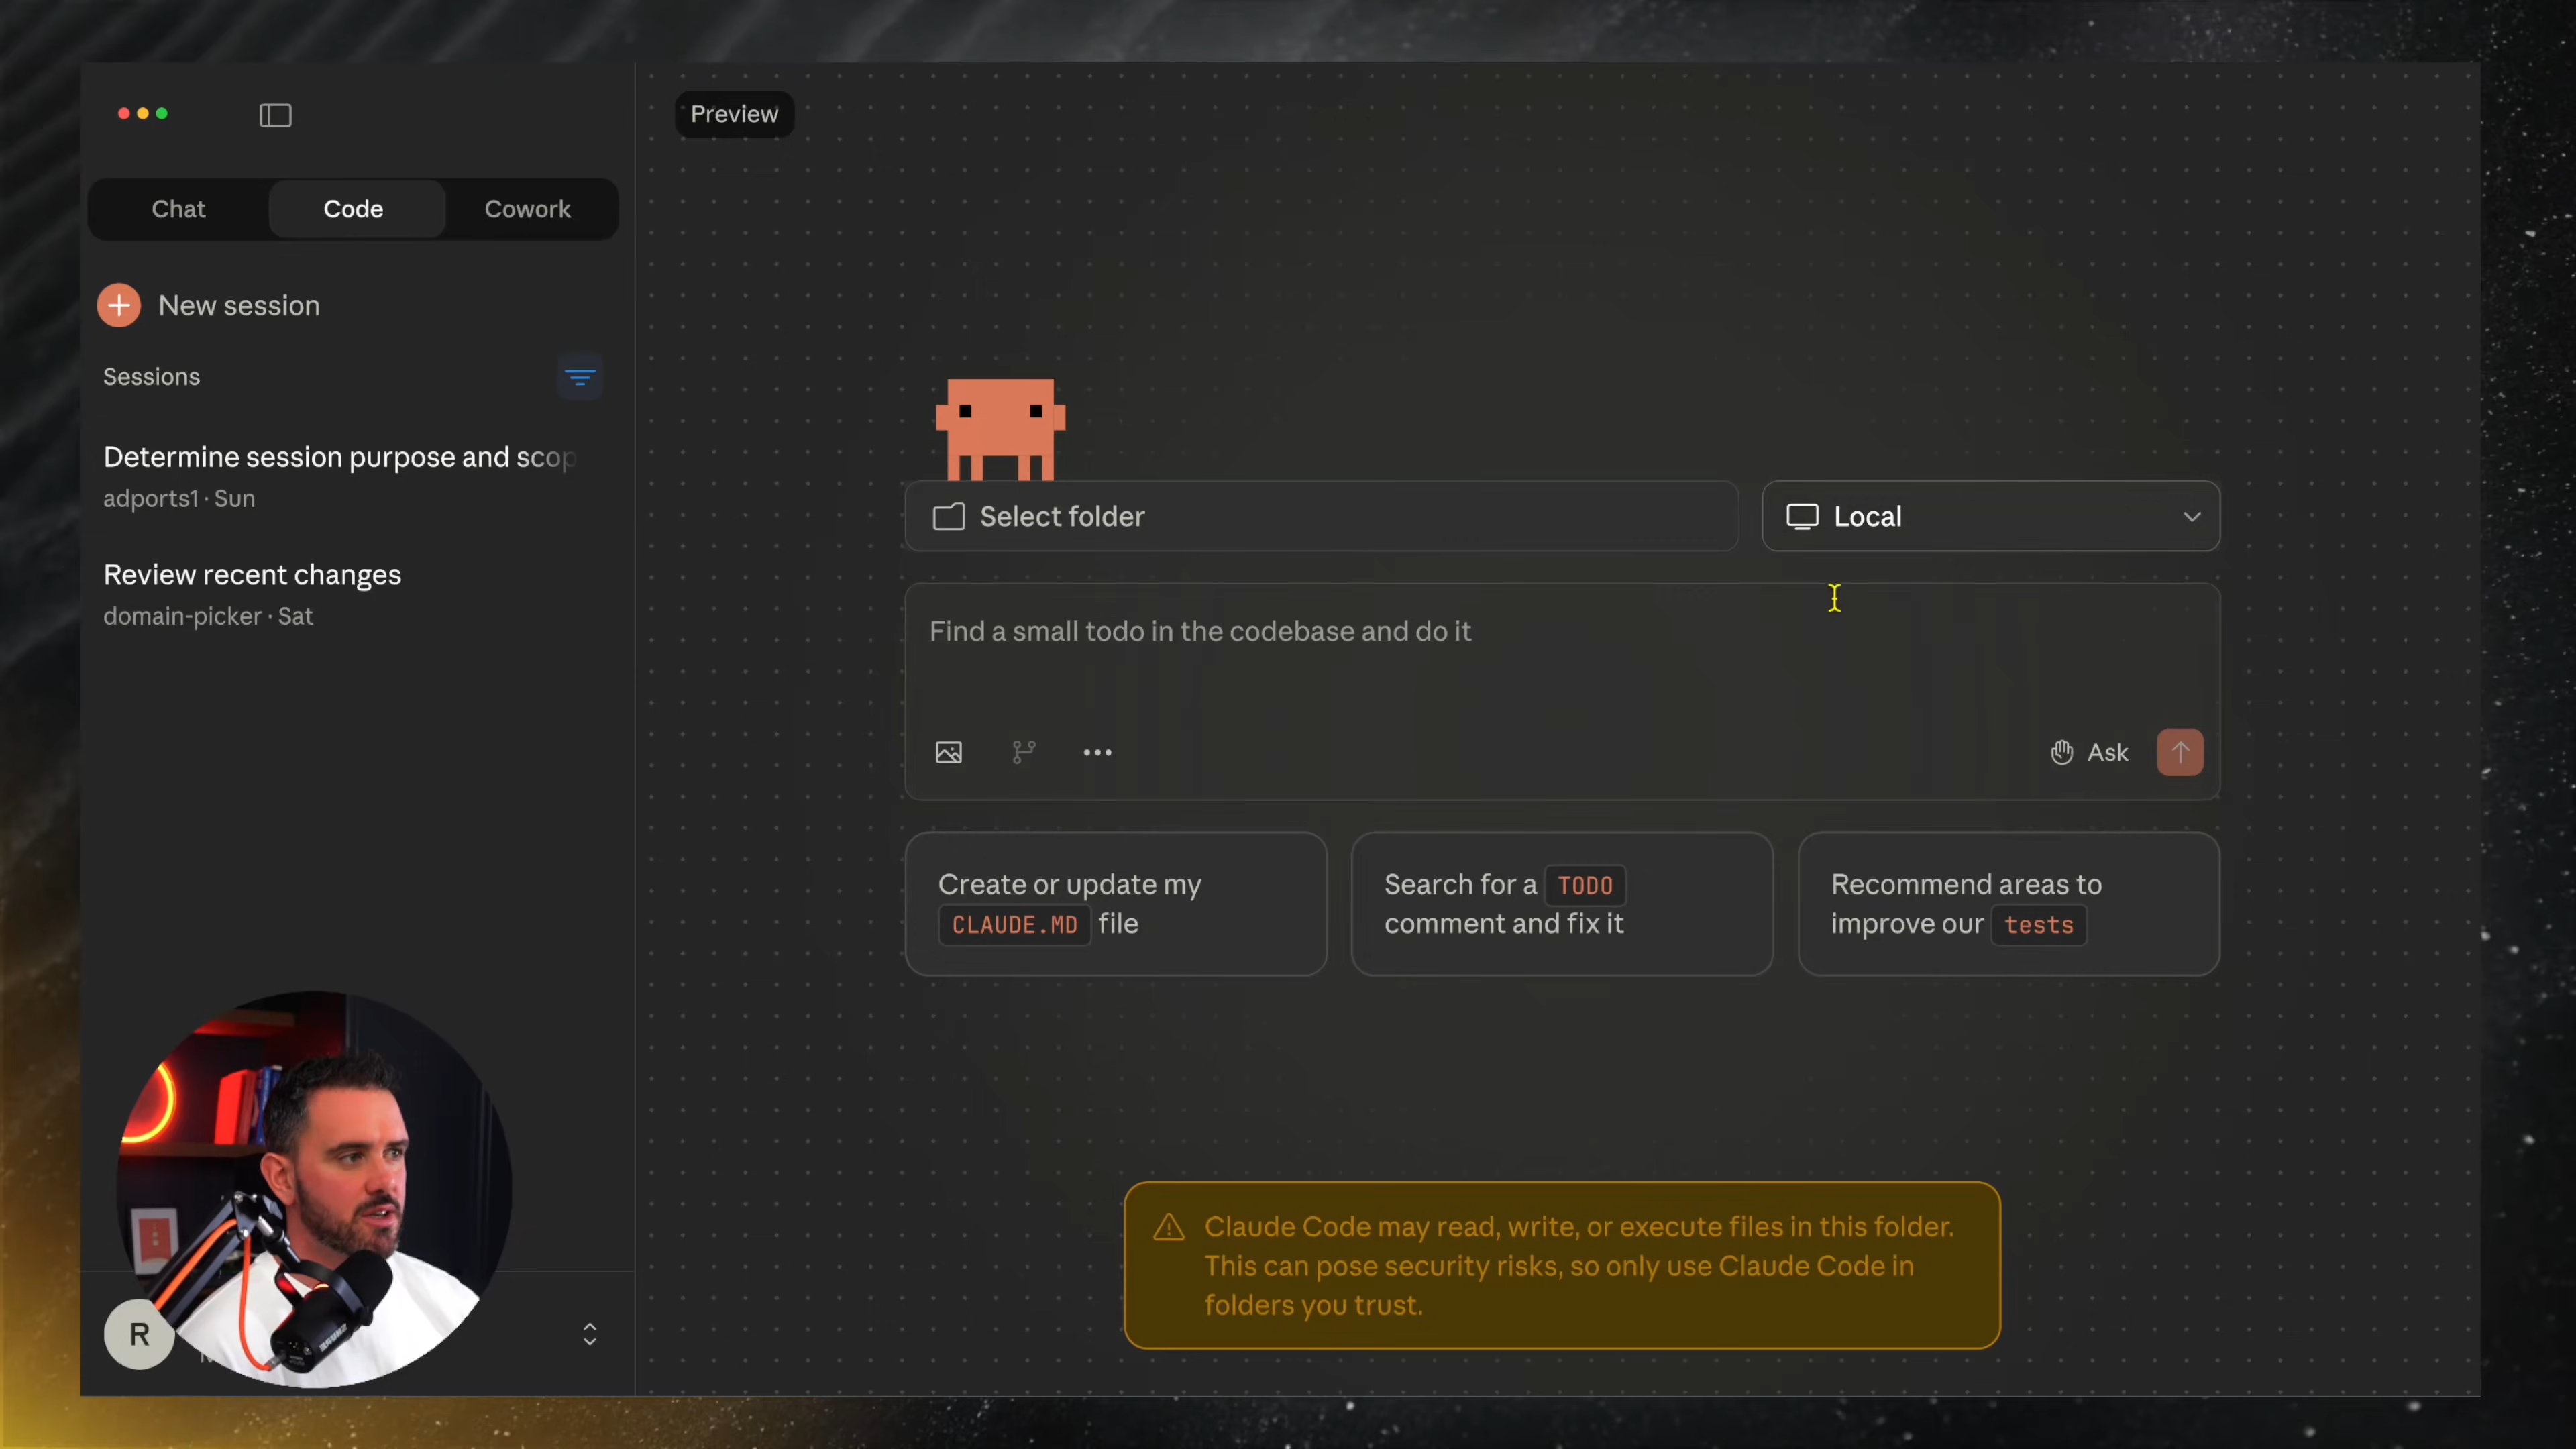 Preview
Chat
Code
Cowork
New session
Sessions
Determine session purpose and scop
adports1 · Sun
Review recent changes
domain-picker · Sat
R
Select folder
Local
Find a small todo in the codebase and do it
Ask
Create or update my
CLAUDE.MD file
Search for a TODO
comment and fix it
Recommend areas to
improve our tests
Claude Code may read, write, or execute files in this folder.
This can pose security risks, so only use Claude Code in
folders you trust.